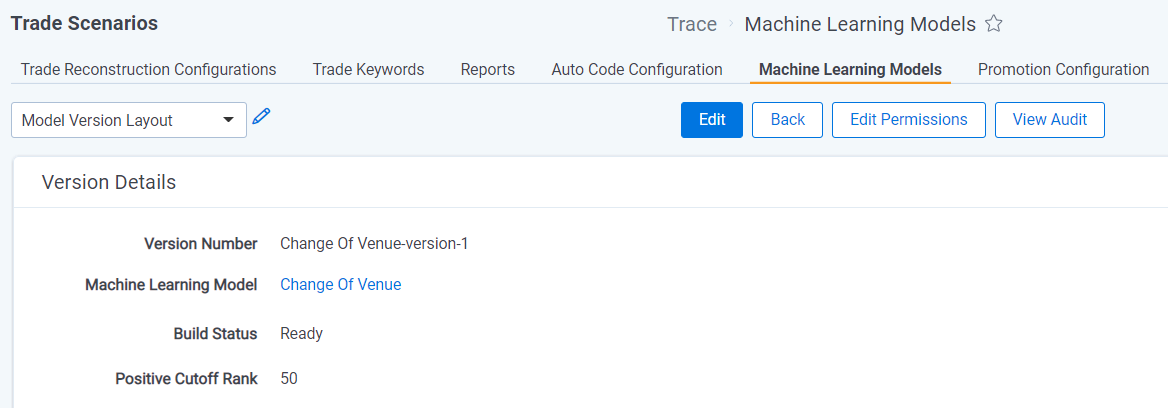 Trade Scenarios
Trace › Machine Learning Models
Trade Reconstruction Configurations Trade Keywords Reports Auto Code Configuration Machine Learning Models Promotion Configuration
Model Version Layout Edit Back Edit Permissions View Audit
Version Details
Version Number Change Of Venue-version-1
Machine Learning Model Change Of Venue
Build Status Ready
Positive Cutoff Rank 50